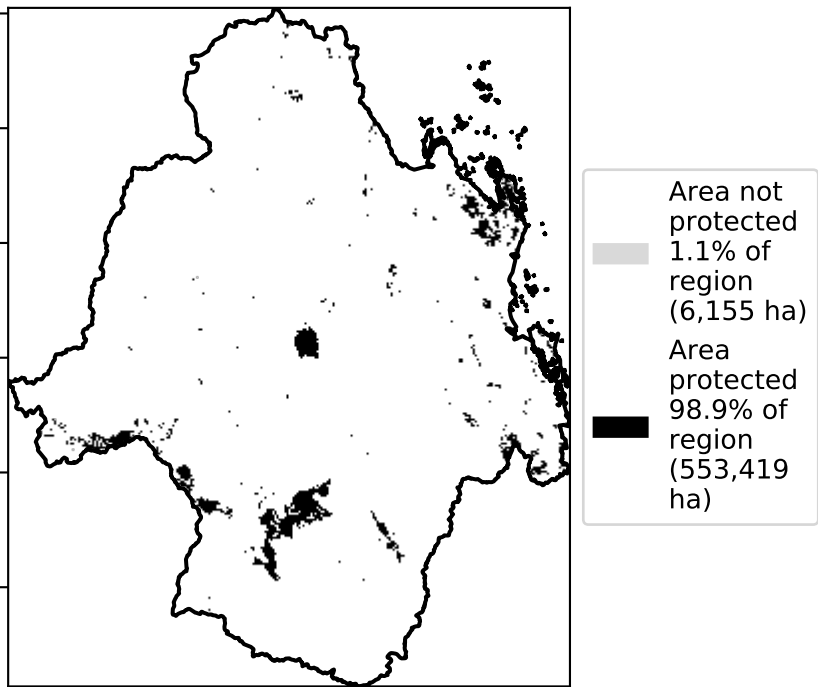 Area not
protected
1.1% of
region
(6,155 ha)
Area
protected
98.9% of
region
(553,419
ha)